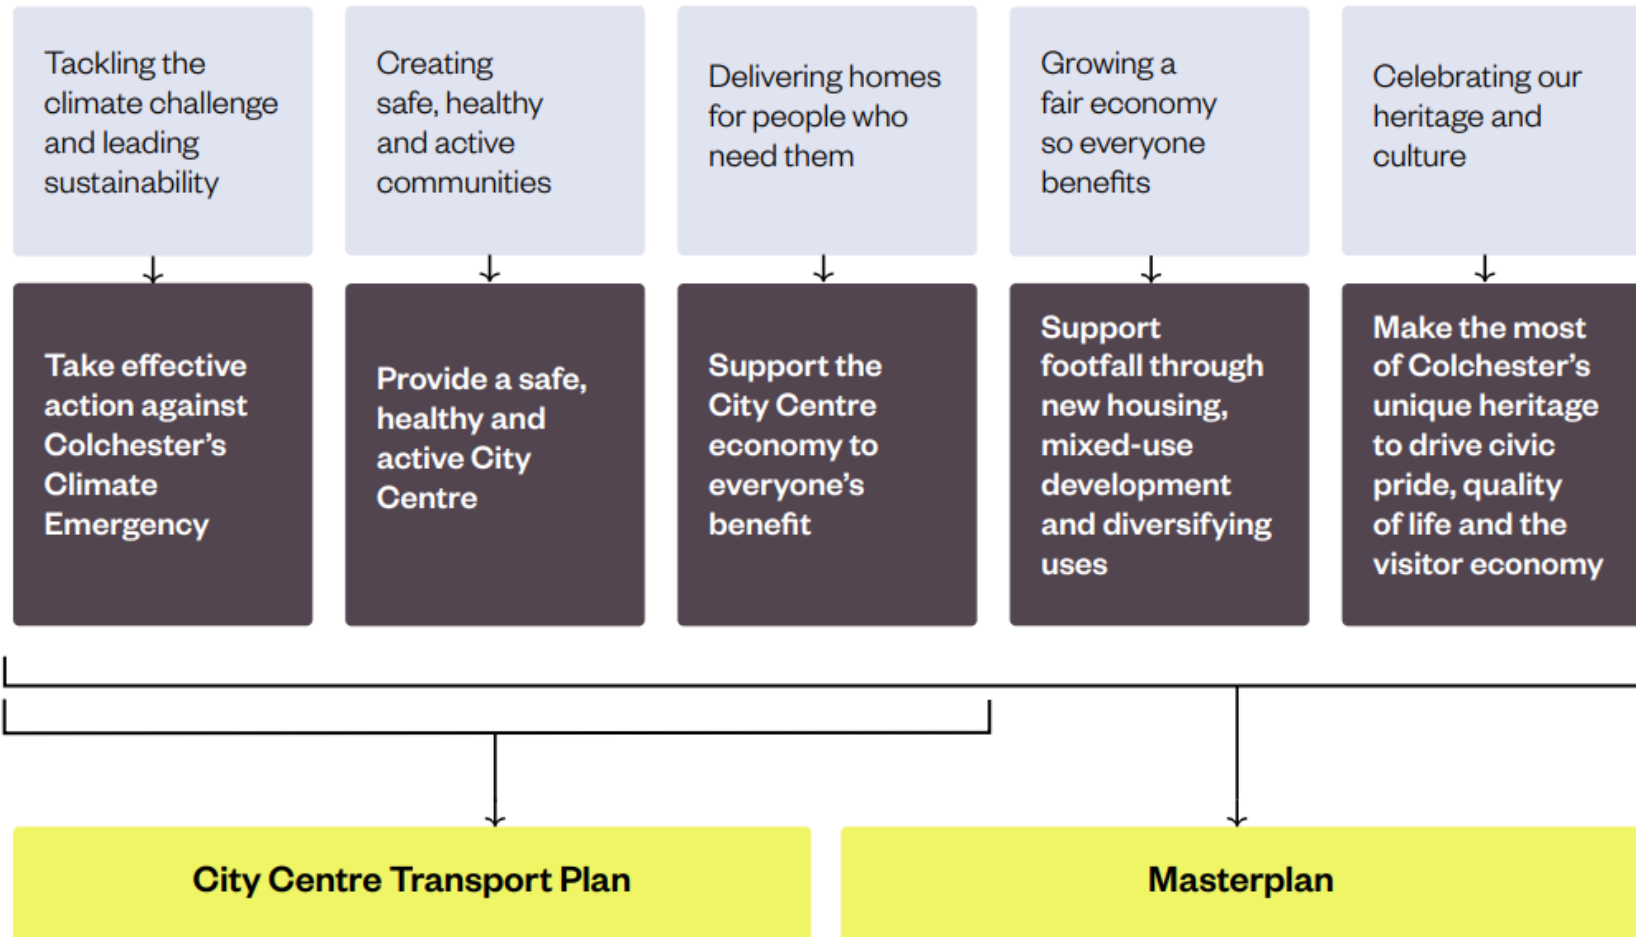 Tackling the
climate challenge
and leading
sustainability
Creating
safe, healthy
and active
communities
Delivering homes
for people who
need them
Growing a
fair economy
so everyone
benefits
Celebrating our
heritage and
culture
Take effective
action against
Colchester’s
Climate
Emergency
Provide a safe,
healthy and
active City
Centre
Support the
City Centre
economy to
everyone’s
benefit
Support
footfall through
new housing,
mixed-use
development
and diversifying
uses
Make the most
of Colchester’s
unique heritage
to drive civic
pride, quality
of life and the
visitor economy
City Centre Transport Plan
Masterplan